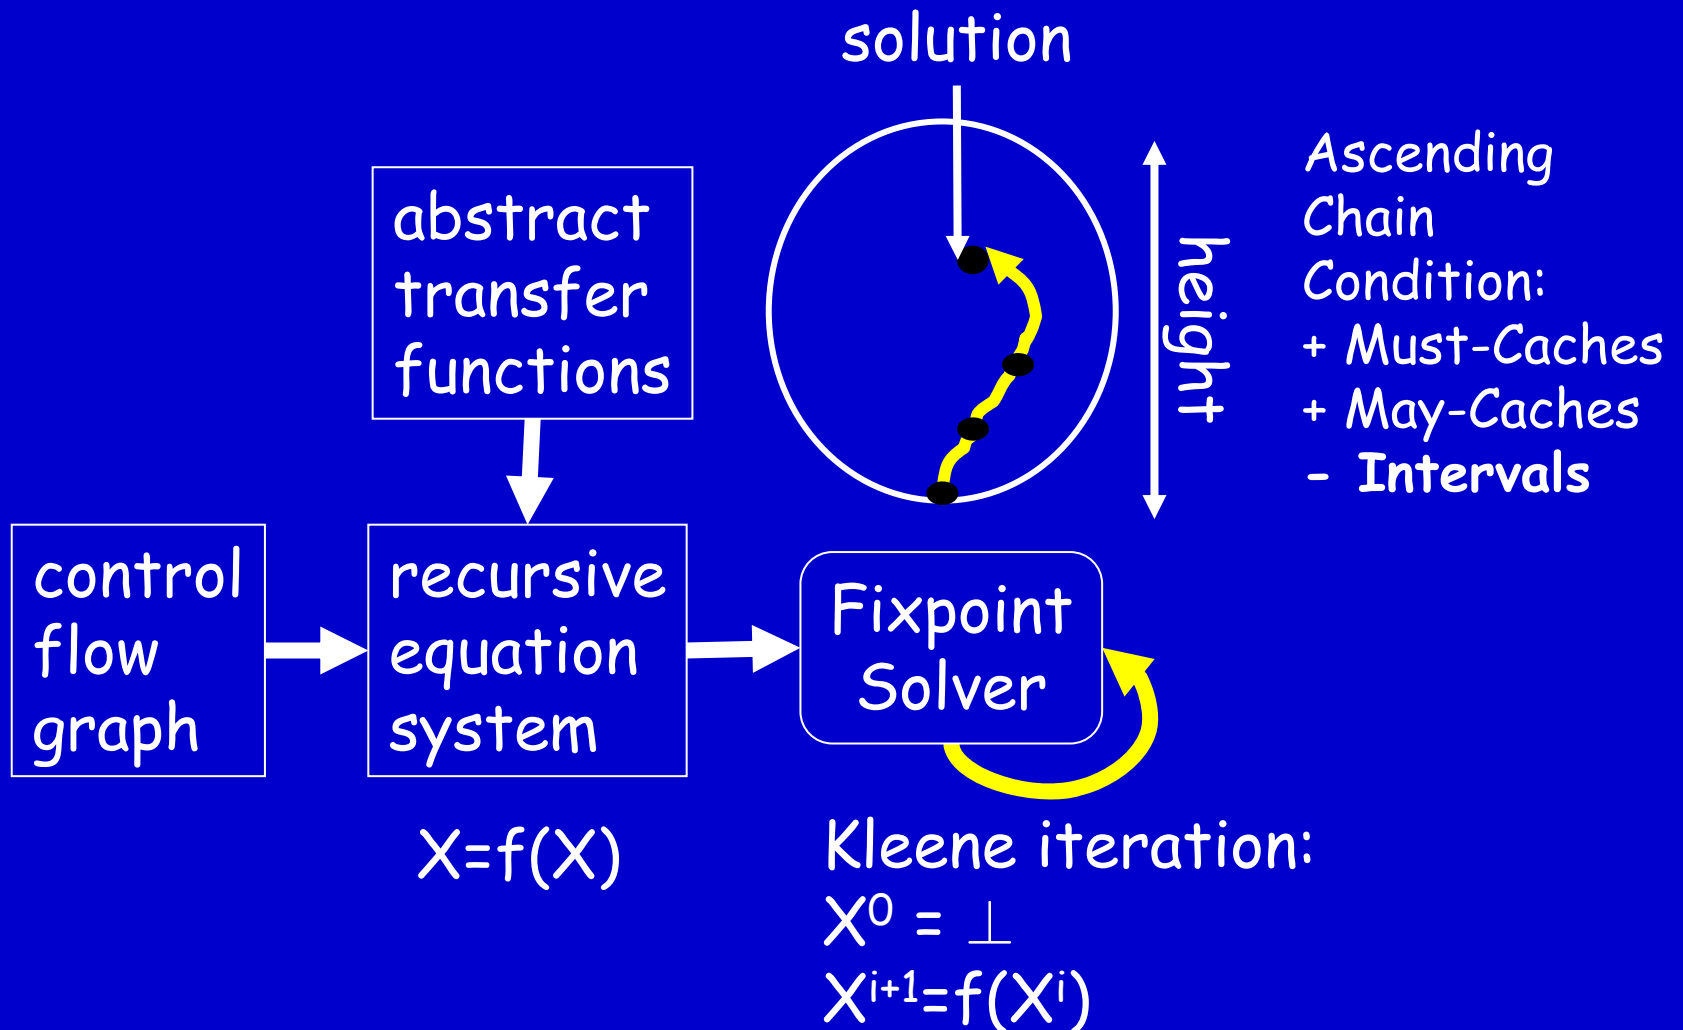 solution
abstract
transfer
functions
height
Ascending
Chain
Condition:
+ Must-Caches
+ May-Caches
- Intervals
control
flow
graph
recursive
equation
system
Fixpoint
Solver
X=f(X)
Kleene iteration:
X⁰ = ⊥
Xⁱ⁺¹=f(Xⁱ)